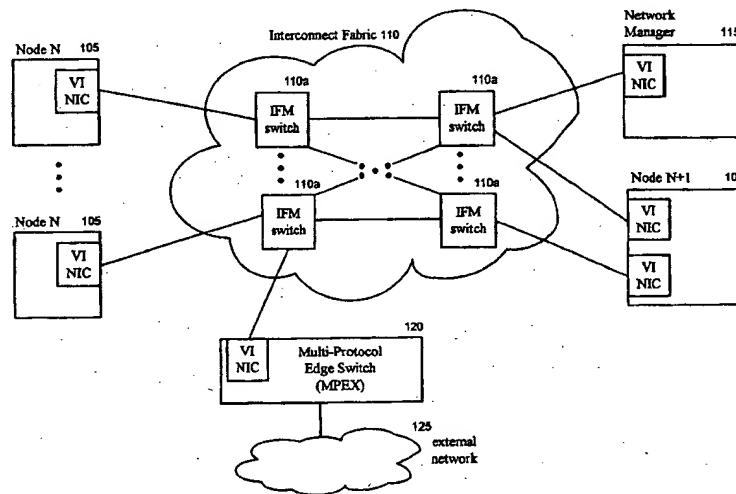 Node N 105
VI
NIC
Interconnect Fabric 110
110a
IFM
switch
110a
IFM
switch
Network
Manager 115
VI
NIC
Node N 105
VI
NIC
110a
IFM
switch
110a
IFM
switch
Node N+1 10
VI
NIC
VI
NIC
120
VI
NIC
Multi-Protocol
Edge Switch
(MPEX)
125
external
network